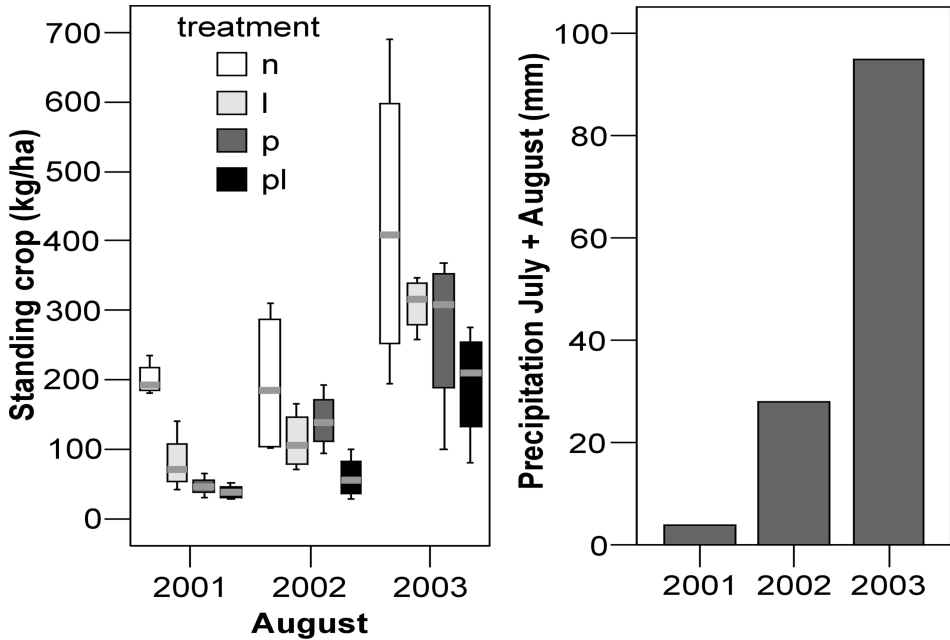 treatment
n
l
p
pl
Standing crop (kg/ha)
700
600
500
400
300
200
100
0
2001 2002 2003
August
Precipitation July + August (mm)
100
80
60
40
20
0
2001 2002 2003